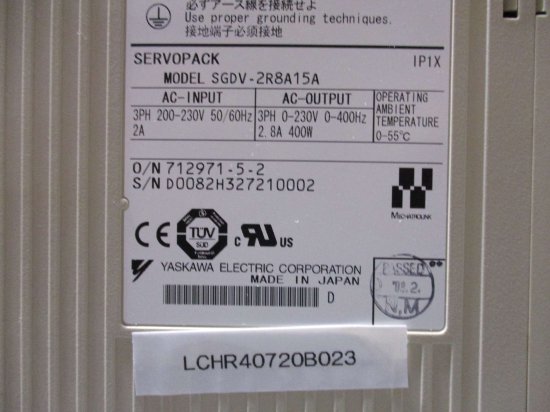 必ずアース線を接続せよ
Use proper grounding techniques.
接地端子必须接地
SERVOPACK IP1X
MODEL SGDV-2R8A15A
AC-INPUT AC-OUTPUT OPERATING AMBIENT TEMPERATURE
3PH 200-230V 50/60Hz 3PH 0-230V 0-400Hz
2A 2.8A 400W 0-55℃
O/N 712971-5-2
S/N D0082H327210002
MECHATROLINK
CE TÜV SÜD c RU US
YASKAWA ELECTRIC CORPORATION
MADE IN JAPAN
D
PASSED
N.M
LCHR40720B023